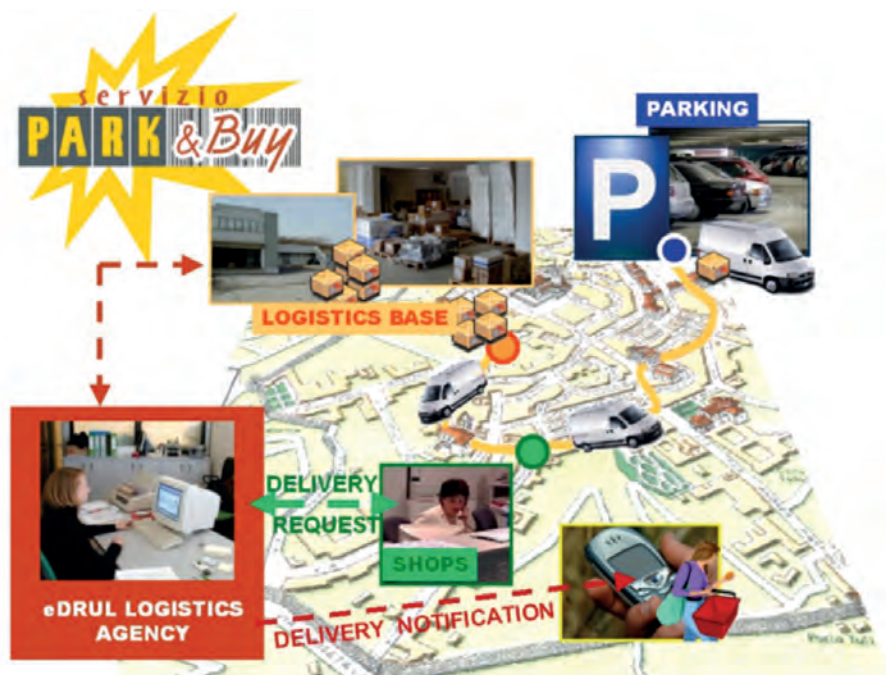 servizio
PARK & Buy
PARKING
P
LOGISTICS BASE
DELIVERY
REQUEST
SHOPS
eDRUL LOGISTICS
AGENCY
DELIVERY NOTIFICATION